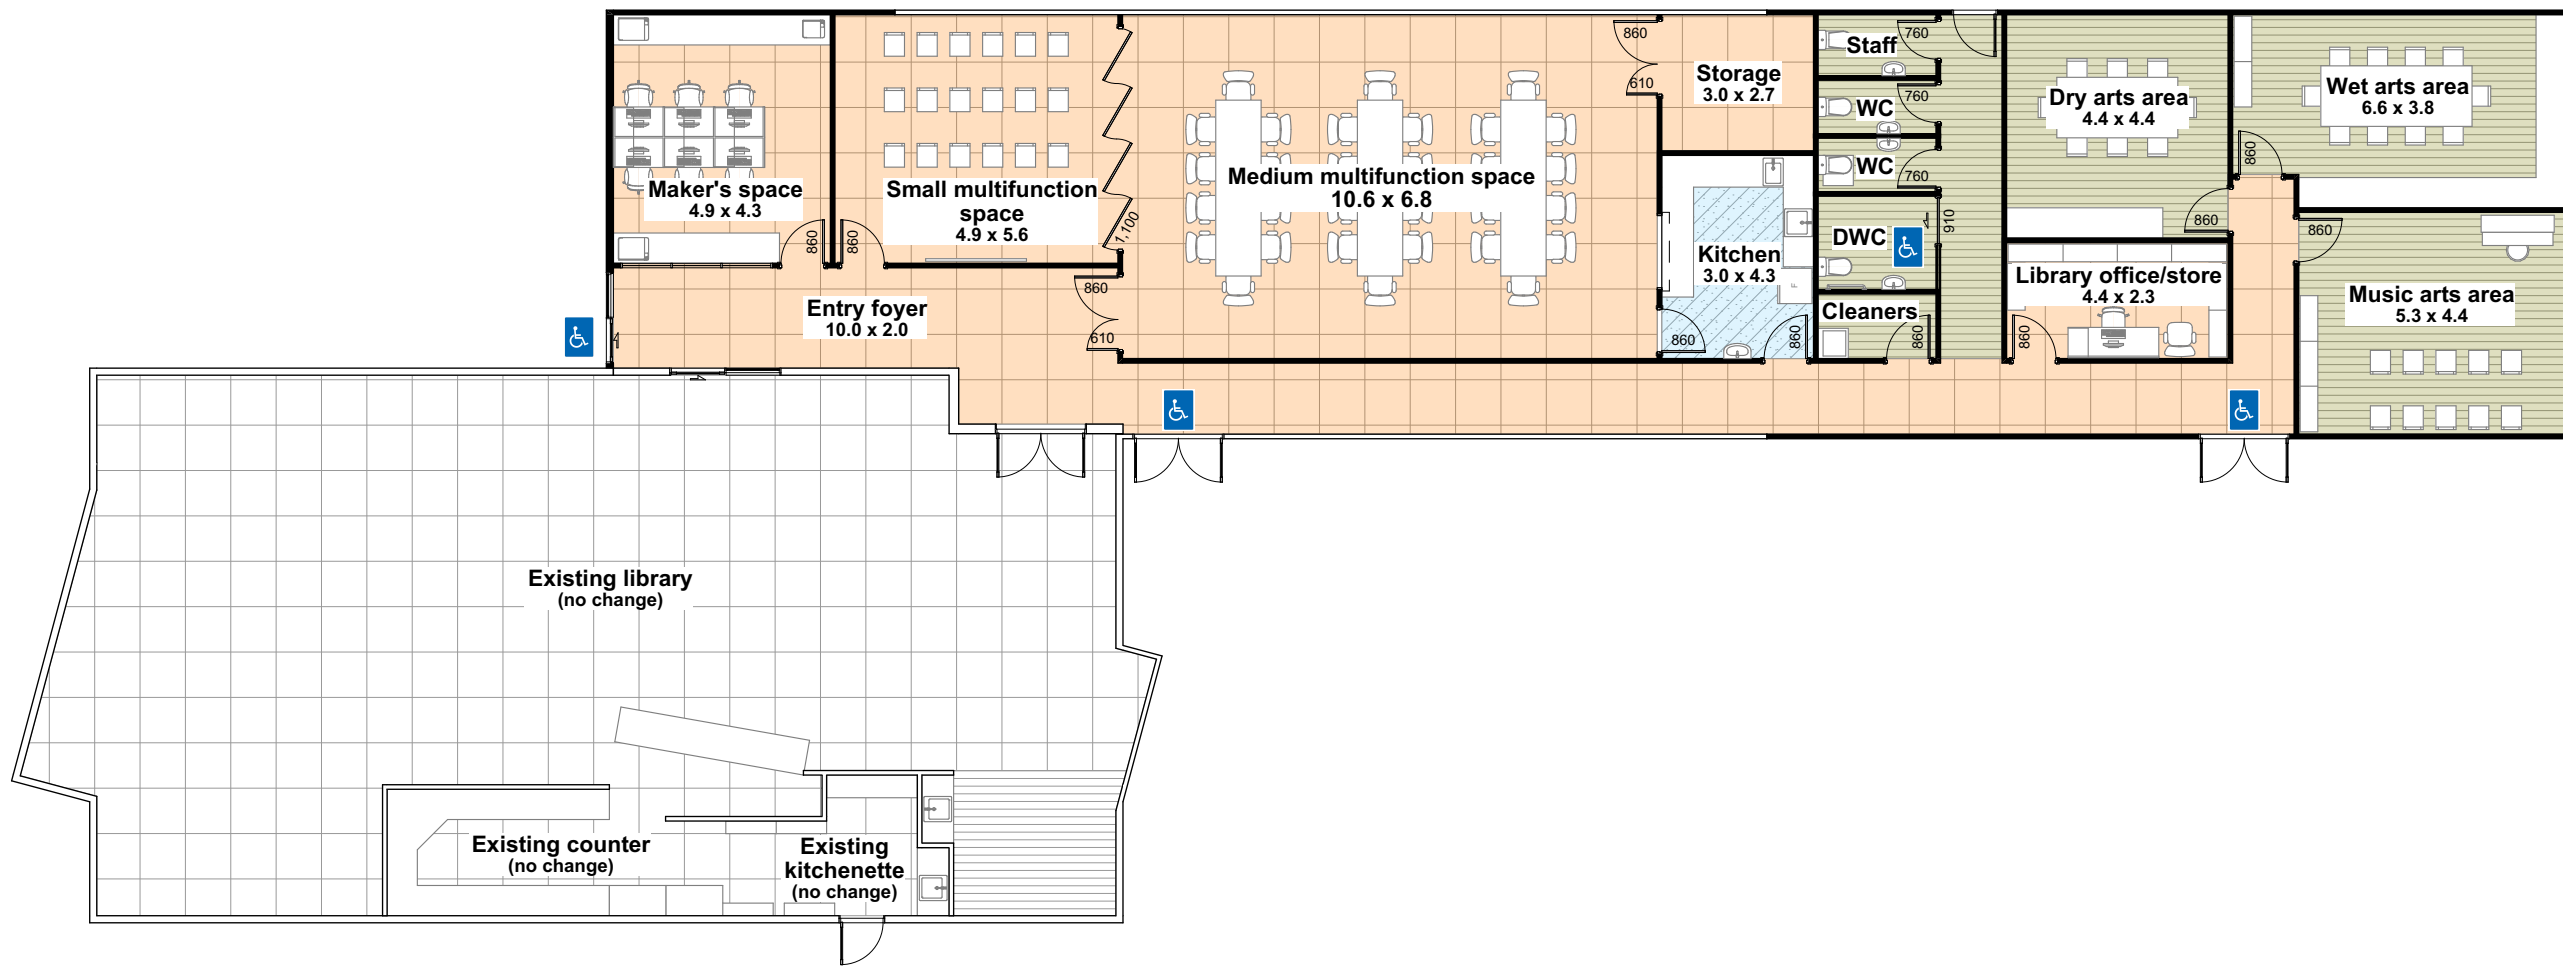 Maker's space
4.9 x 4.3
860
Small multifunction
space
4.9 x 5.6
860
1,100
Medium multifunction space
10.6 x 6.8
860
610
Storage
3.0 x 2.7
Kitchen
3.0 x 4.3
F
860
860
Staff
760
WC
760
WC
760
DWC
910
Cleaners
860
Dry arts area
4.4 x 4.4
860
Wet arts area
6.6 x 3.8
860
Library office/store
4.4 x 2.3
860
Music arts area
5.3 x 4.4
860
Entry foyer
10.0 x 2.0
860
610
Existing library
(no change)
Existing counter
(no change)
Existing
kitchenette
(no change)